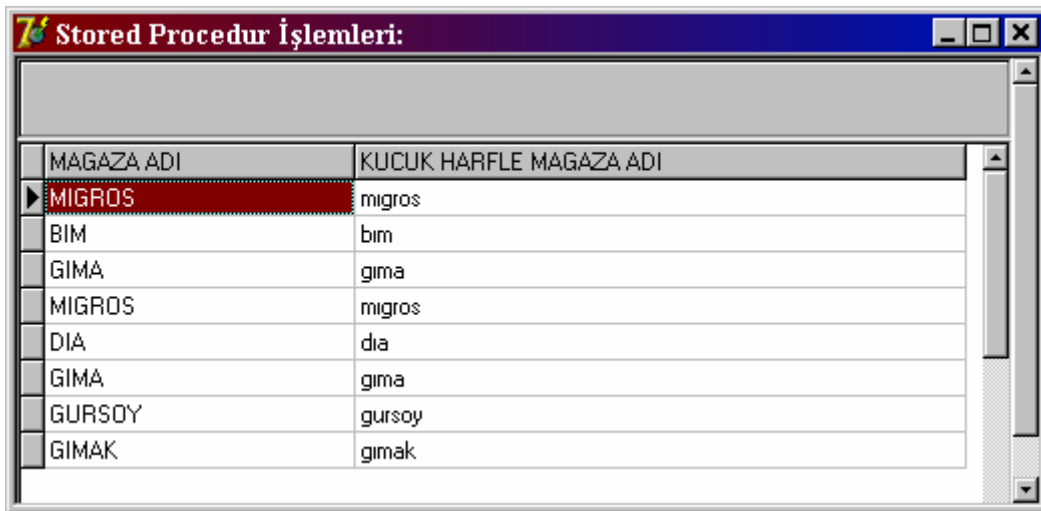 Stored Procedur İşlemleri:
MAGAZA ADI KUCUK HARFLE MAGAZA ADI
MIGROS mıgros
BIM bım
GIMA gıma
MIGROS mıgros
DIA dıa
GIMA gıma
GURSOY gursoy
GIMAK gımak